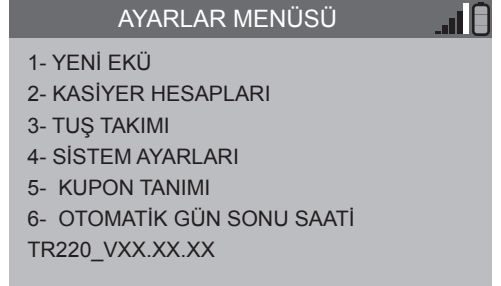 AYARLAR MENÜSÜ
1- YENİ EKÜ
2- KASİYER HESAPLARI
3- TUŞ TAKIMI
4- SİSTEM AYARLARI
5-  KUPON TANIMI
6-  OTOMATİK GÜN SONU SAATİ
TR220_VXX.XX.XX